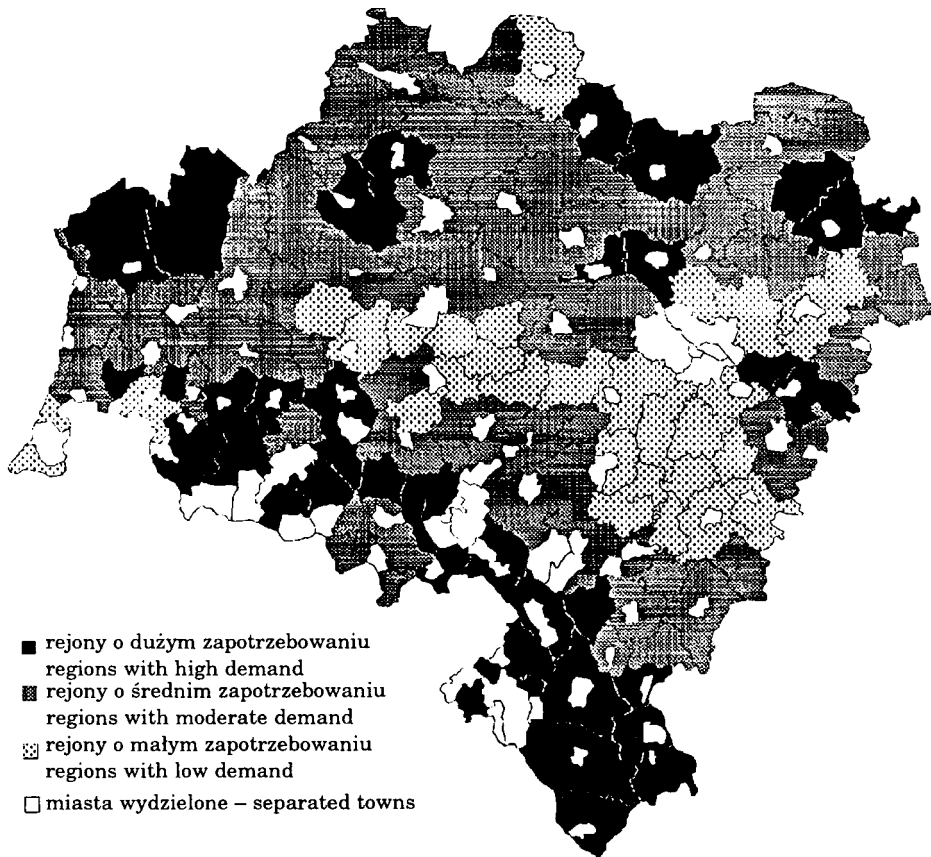 rejony o dużym zapotrzebowaniu
regions with high demand
rejony o średnim zapotrzebowaniu
regions with moderate demand
rejony o małym zapotrzebowaniu
regions with low demand
miasta wydzielone – separated towns